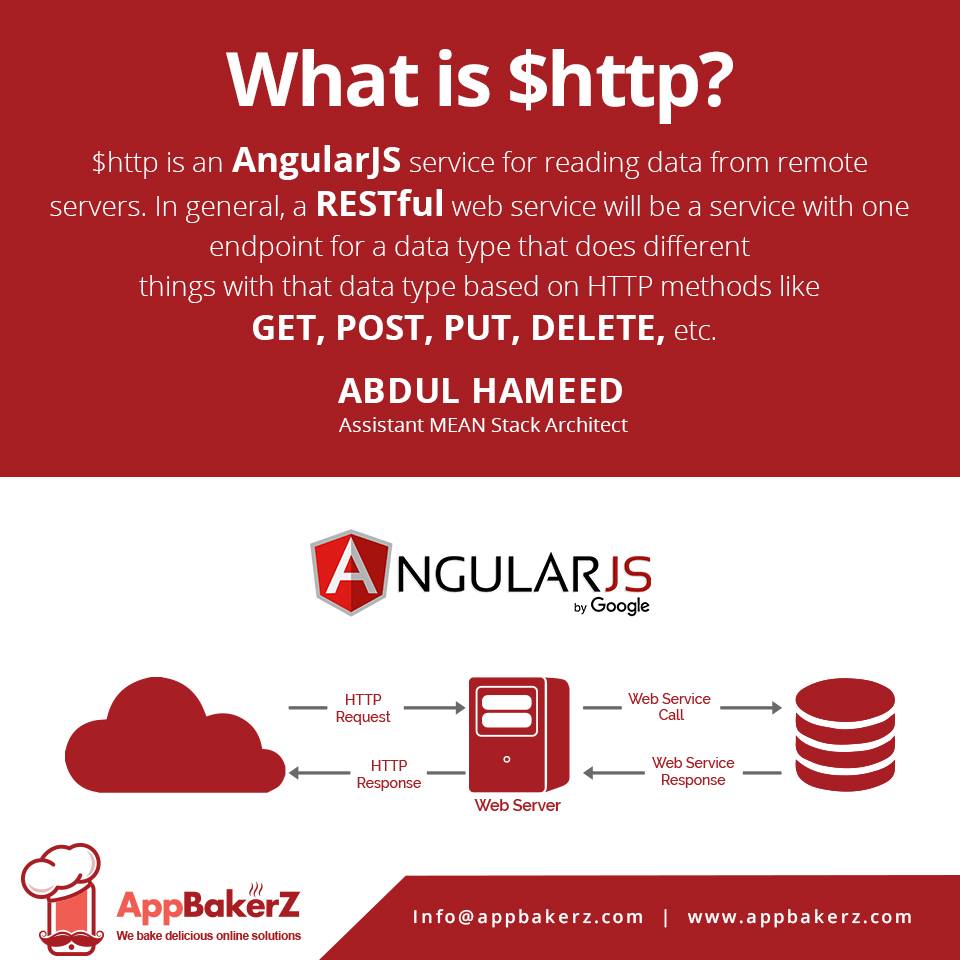 What is $http?
$http is an AngularJS service for reading data from remote
servers. In general, a RESTful web service will be a service with one
endpoint for a data type that does different
things with that data type based on HTTP methods like
GET, POST, PUT, DELETE, etc.
ABDUL HAMEED
Assistant MEAN Stack Architect
ANGULARJS
by Google
HTTP
Request
Web Service
Call
HTTP
Response
Web Service
Response
Web Server
AppBakerZ
We bake delicious online solutions
Info@appbakerz.com | www.appbakerz.com